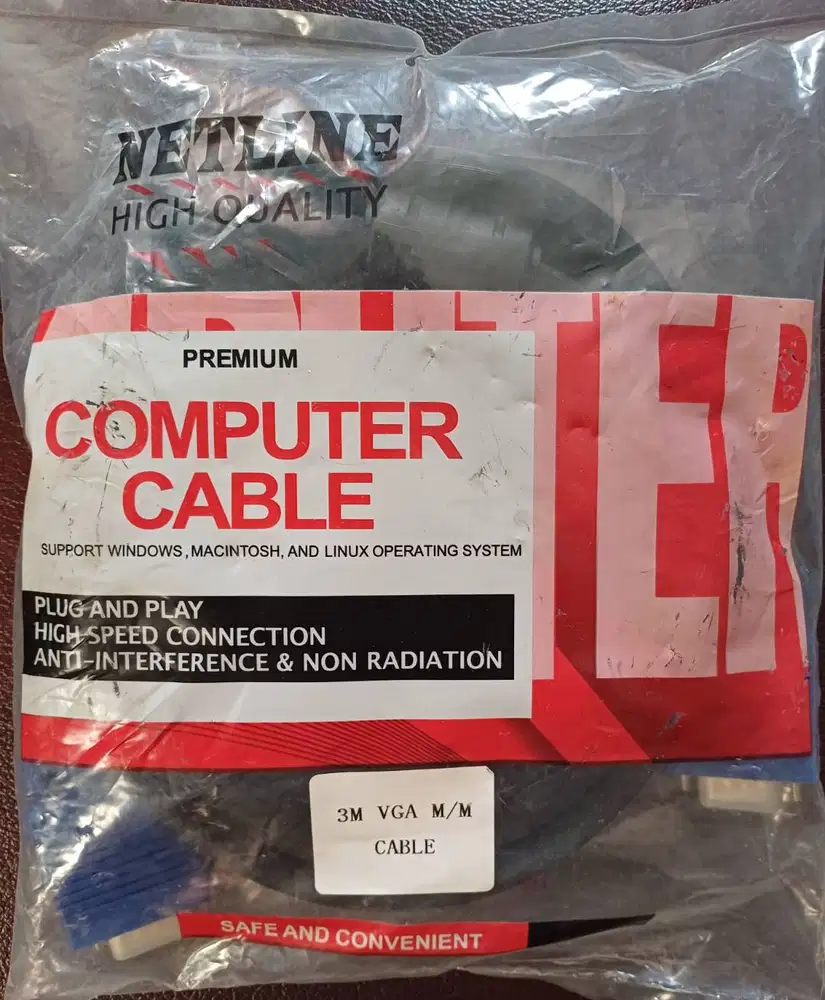 NETLINE
HIGH QUALITY
PREMIUM
COMPUTER
CABLE
SUPPORT WINDOWS, MACINTOSH, AND LINUX OPERATING SYSTEM
PLUG AND PLAY
HIGH SPEED CONNECTION
ANTI-INTERFERENCE & NON RADIATION
3M VGA M/M
CABLE
SAFE AND CONVENIENT